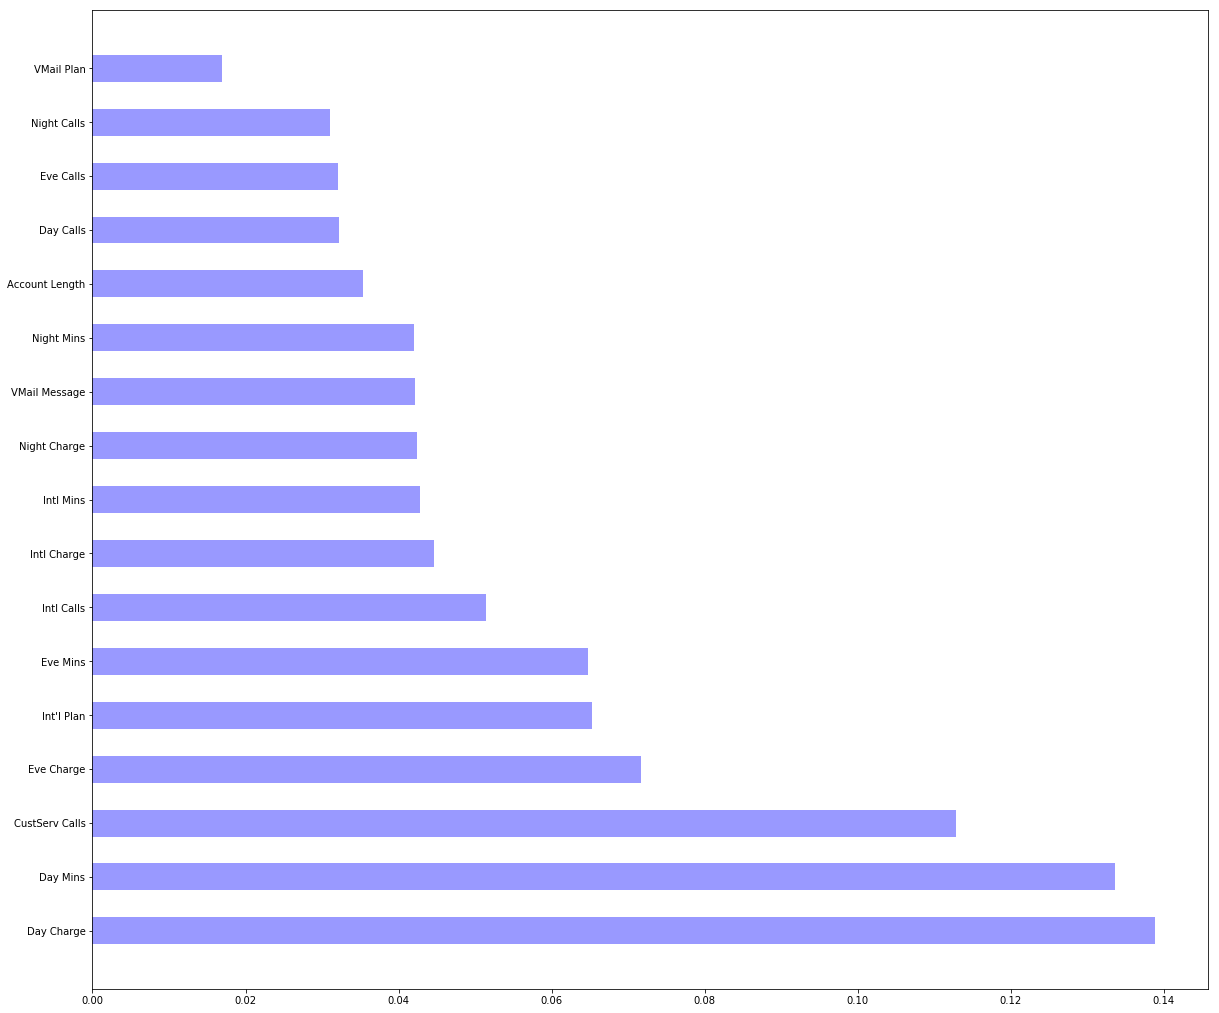 VMail Plan
Night Calls
Eve Calls
Day Calls
Account Length
Night Mins
VMail Message
Night Charge
Intl Mins
Intl Charge
Intl Calls
Eve Mins
Int'l Plan
Eve Charge
CustServ Calls
Day Mins
Day Charge
0.00 0.02 0.04 0.06 0.08 0.10 0.12 0.14